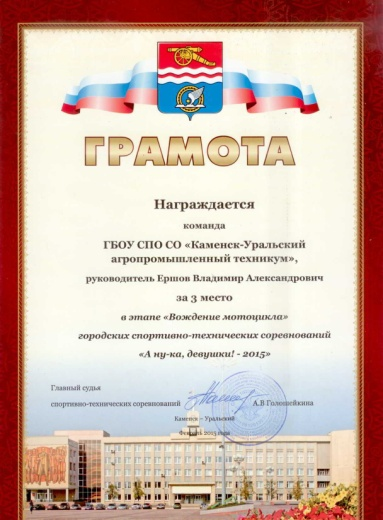 ГРАМОТА
Награждается
команда
ГБОУ СПО СО «Каменск-Уральский
агропромышленный техникум»,
руководитель Ершов Владимир Александрович
за 3 место
в этапе «Вождение мотоцикла»
городских спортивно-технических соревнований
«А ну-ка, девушки! - 2015»
Главный судья
спортивно-технических соревнований А.В Голошейкина
Каменск – Уральский
Февраль 2015 года